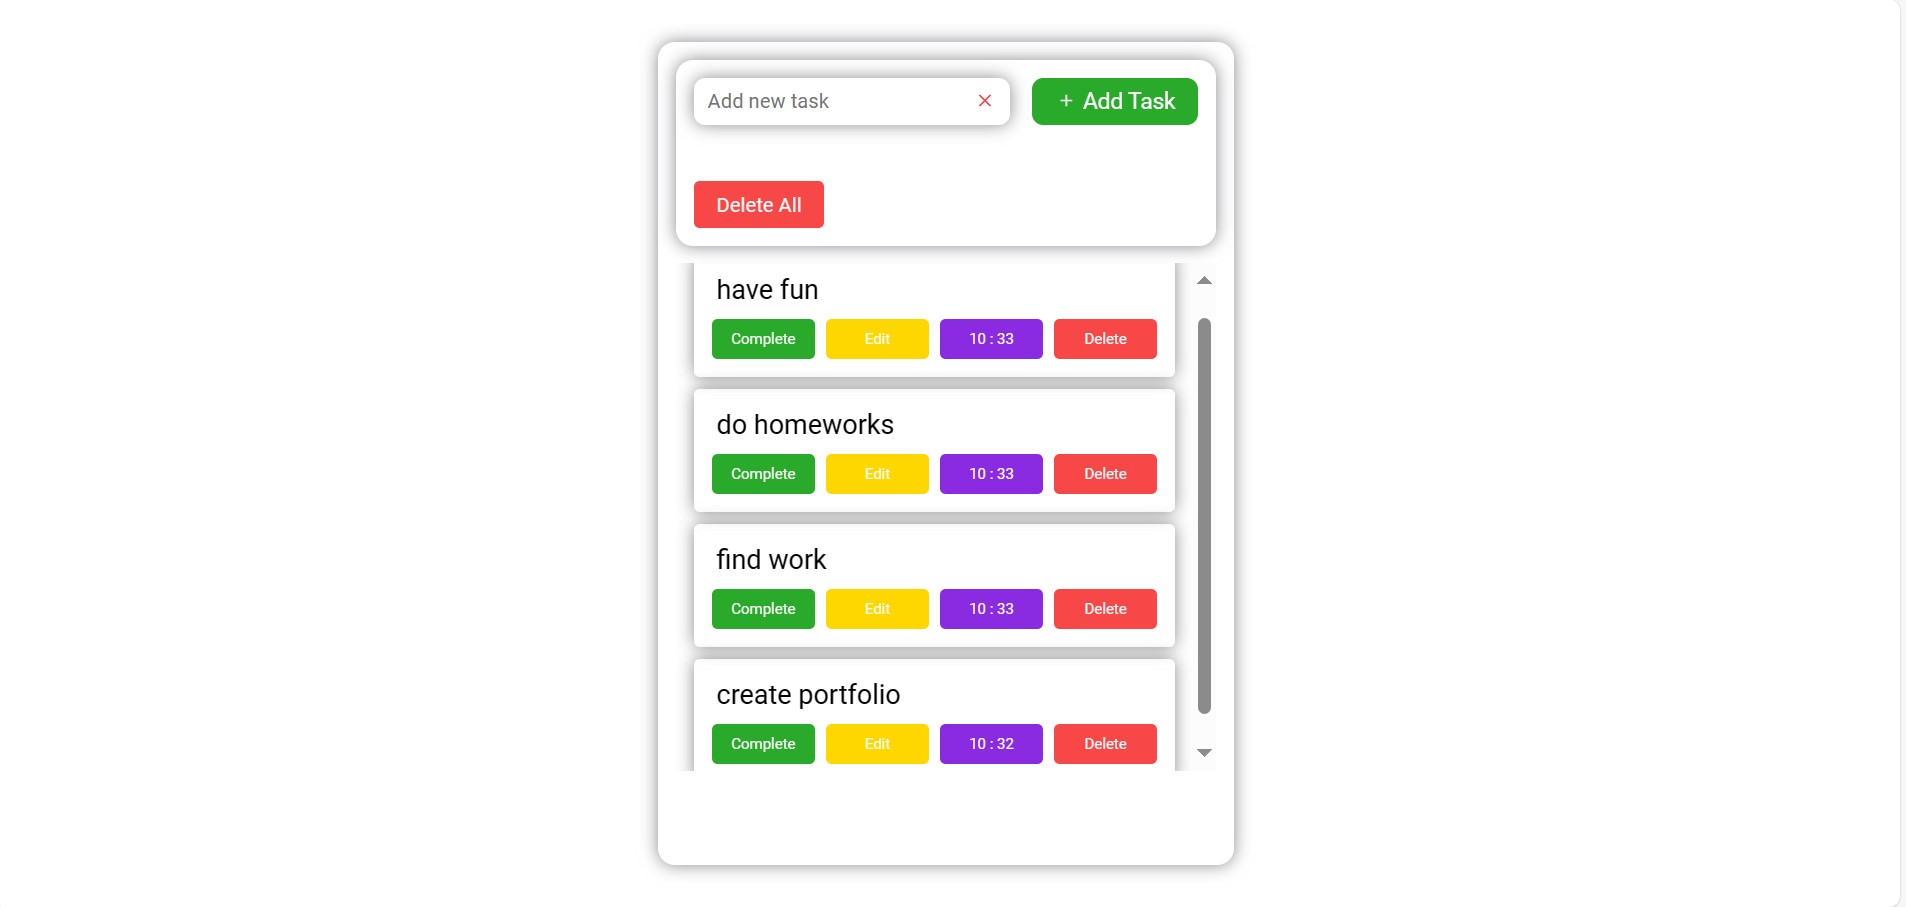 Add new task
+ Add Task
Delete All
have fun
Complete Edit 10 : 33 Delete
do homeworks
Complete Edit 10 : 33 Delete
find work
Complete Edit 10 : 33 Delete
create portfolio
Complete Edit 10 : 32 Delete